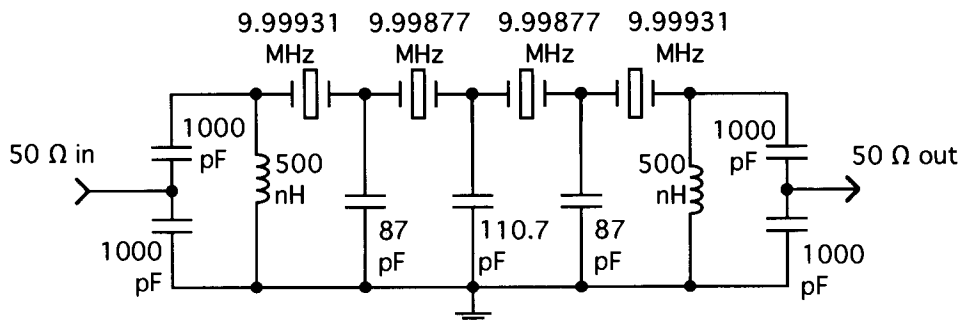 9.99931 9.99877 9.99877 9.99931
MHz MHz MHz MHz
1000
pF
50 Ω in
500
nH
1000
pF
87
pF
110.7
pF
87
pF
500
nH
1000
pF
50 Ω out
1000
pF